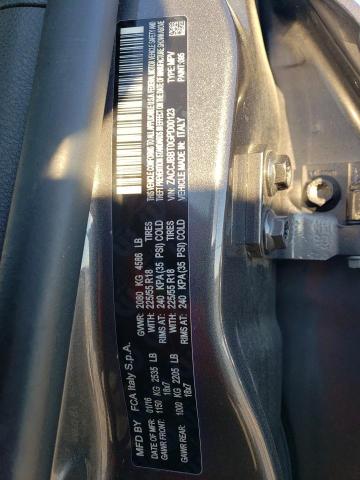 MFD BY FCA Italy S.p.A.
DATE OF MFR: 01/16 GVWR: 2080 KG 4586 LB
GAWR FRONT: 1150 KG 2535 LB WITH: 225/55 R18
18x7 RIMS AT: 240 KPA(35 PSI) COLD
GAWR REAR: 1000 KG 2205 LB WITH: 225/55 R18
18x7 RIMS AT: 240 KPA(35 PSI) COLD
THIS VEHICLE CONFORMS TO ALL APPLICABLE U.S.A. FEDERAL MOTOR VEHICLE SAFETY AND
THEFT PREVENTION STANDARDS IN EFFECT ON THE DATE OF MANUFACTURE SHOWN ABOVE.
VIN: ZACCJBBT0GPD00123 TYPE: MPV
VEHICLE MADE IN: ITALY